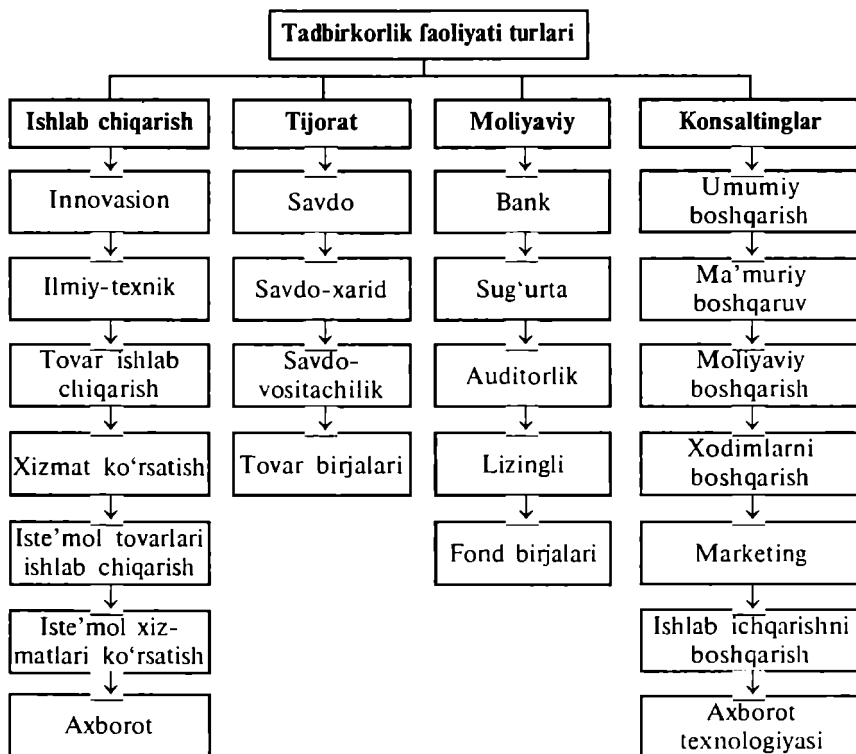 Tadbirkorlik faoliyati turlari
Ishlab chiqarish
Innovasion
Ilmiy-texnik
Tovar ishlab
chiqarish
Xizmat ko‘rsatish
Iste’mol tovarlari
ishlab chiqarish
Iste’mol xiz-
matlari ko‘rsatish
Axborot
Tijorat
Savdo
Savdo-xarid
Savdo-
vositachilik
Tovar birjalari
Moliyaviy
Bank
Sug‘urta
Auditorlik
Lizingli
Fond birjalari
Konsaltinglar
Umumiy
boshqarish
Ma’muriy
boshqaruv
Moliyaviy
boshqarish
Xodimlarni
boshqarish
Marketing
Ishlab ichqarishni
boshqarish
Axborot
texnologiyasi